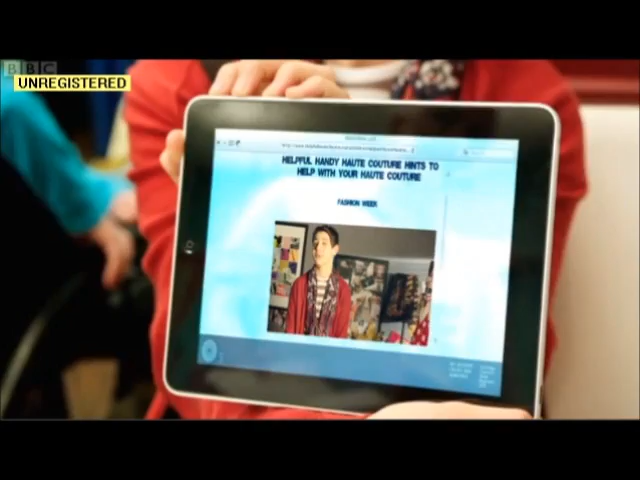 BBC
UNREGISTERED
HELPFUL HANDY HAUTE COUTURE HINTS TO
HELP WITH YOUR HAUTE COUTURE
FASHION WEEK